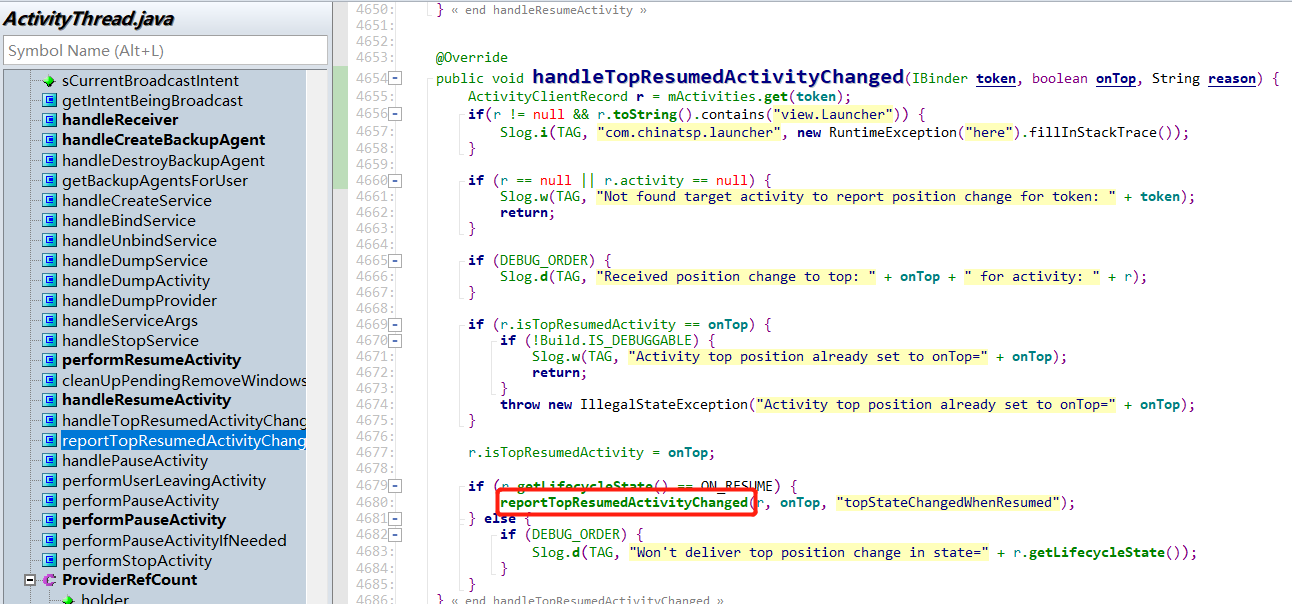 ActivityThread.java
Symbol Name (Alt+L)
sCurrentBroadcastIntent
getIntentBeingBroadcast
handleReceiver
handleCreateBackupAgent
handleDestroyBackupAgent
getBackupAgentsForUser
handleCreateService
handleBindService
handleUnbindService
handleDumpService
handleDumpActivity
handleDumpProvider
handleServiceArgs
handleStopService
performResumeActivity
cleanUpPendingRemoveWindows
handleResumeActivity
handleTopResumedActivityChang
reportTopResumedActivityChang
handlePauseActivity
performUserLeavingActivity
performPauseActivity
performPauseActivity
performPauseActivityIfNeeded
performStopActivity
ProviderRefCount
holder
4650: } « end handleResumeActivity »
4651:
4652:
4653: @Override
4654: public void handleTopResumedActivityChanged(IBinder token, boolean onTop, String reason) {
4655: ActivityClientRecord r = mActivities.get(token);
4656: if(r != null && r.toString().contains("view.Launcher")) {
4657: Slog.i(TAG, "com.chinatsp.launcher", new RuntimeException("here").fillInStackTrace());
4658: }
4659:
4660: if (r == null || r.activity == null) {
4661: Slog.w(TAG, "Not found target activity to report position change for token: " + token);
4662: return;
4663: }
4664:
4665: if (DEBUG_ORDER) {
4666: Slog.d(TAG, "Received position change to top: " + onTop + " for activity: " + r);
4667: }
4668:
4669: if (r.isTopResumedActivity == onTop) {
4670: if (!Build.IS_DEBUGGABLE) {
4671: Slog.w(TAG, "Activity top position already set to onTop=" + onTop);
4672: return;
4673: }
4674: throw new IllegalStateException("Activity top position already set to onTop=" + onTop);
4675: }
4676:
4677: r.isTopResumedActivity = onTop;
4678:
4679: if (r.getLifecycleState() == ON_RESUME) {
4680: reportTopResumedActivityChanged(r, onTop, "topStateChangedWhenResumed");
4681: } else {
4682: if (DEBUG_ORDER) {
4683: Slog.d(TAG, "Won't deliver top position change in state=" + r.getLifecycleState());
4684: }
4685: }
4686: } « end handleTopResumedActivityChanged »